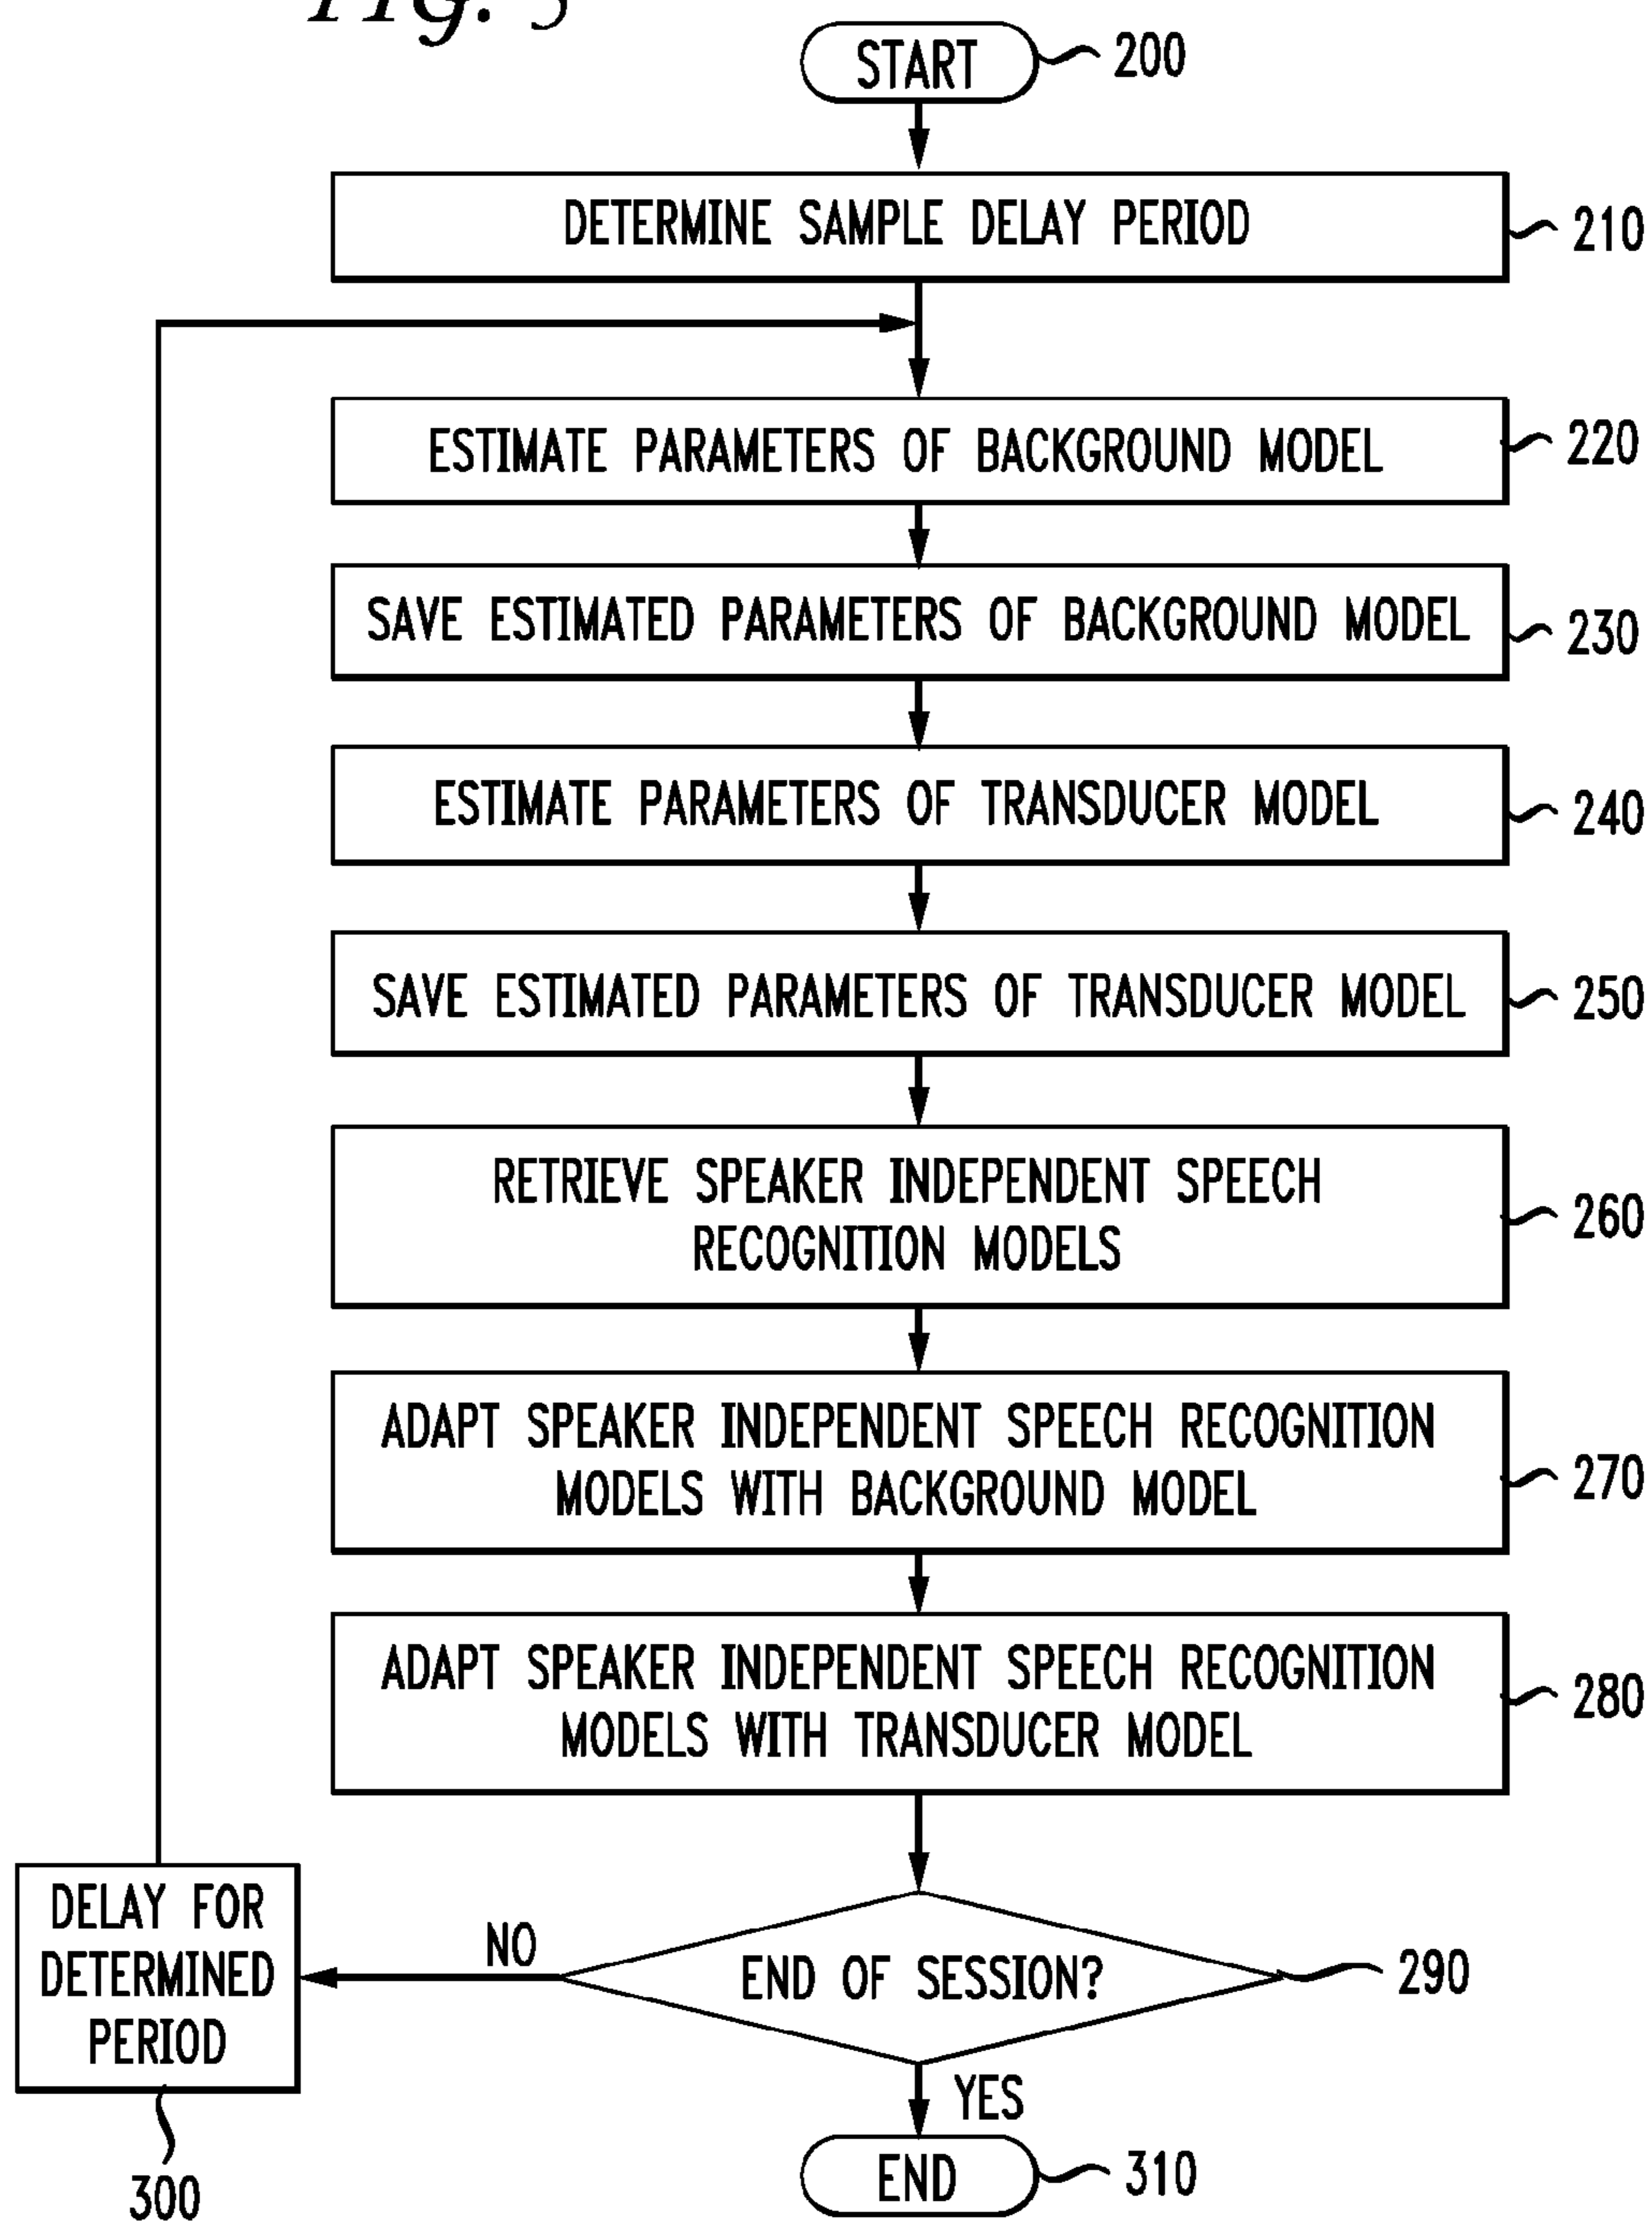 FIG. 3
START
200
DETERMINE SAMPLE DELAY PERIOD
210
ESTIMATE PARAMETERS OF BACKGROUND MODEL
220
SAVE ESTIMATED PARAMETERS OF BACKGROUND MODEL
230
ESTIMATE PARAMETERS OF TRANSDUCER MODEL
240
SAVE ESTIMATED PARAMETERS OF TRANSDUCER MODEL
250
RETRIEVE SPEAKER INDEPENDENT SPEECH
RECOGNITION MODELS
260
ADAPT SPEAKER INDEPENDENT SPEECH RECOGNITION
MODELS WITH BACKGROUND MODEL
270
ADAPT SPEAKER INDEPENDENT SPEECH RECOGNITION
MODELS WITH TRANSDUCER MODEL
280
END OF SESSION?
290
NO
DELAY FOR
DETERMINED
PERIOD
300
YES
END
310